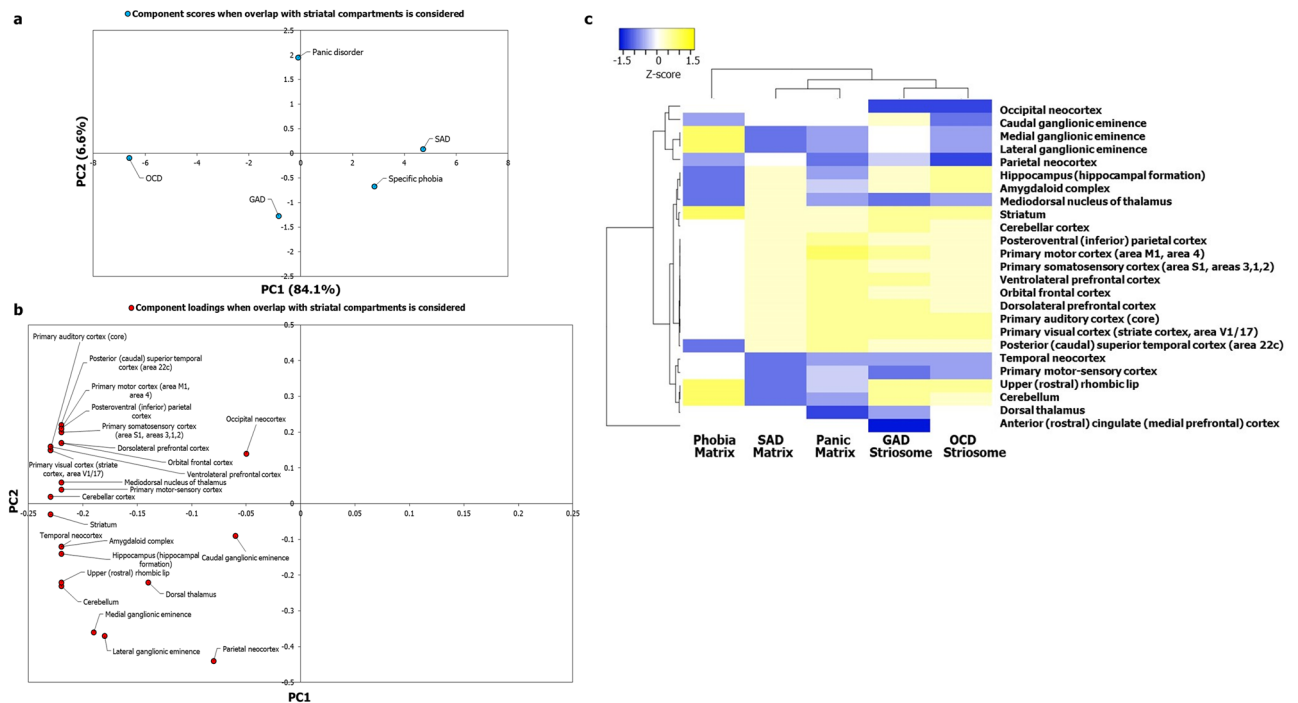 a
Component scores when overlap with striatal compartments is considered
2.5
2
1.5
1
0.5
0
-0.5
-1
-1.5
-2
-2.5
-8
-6
-4
-2
0
2
4
6
8
PC2 (6.6%)
PC1 (84.1%)
Panic disorder
SAD
OCD
Specific phobia
GAD
b
Component loadings when overlap with striatal compartments is considered
0.5
0.4
0.3
0.2
0.1
0
-0.1
-0.2
-0.3
-0.4
-0.5
-0.25
-0.2
-0.15
-0.1
-0.05
0
0.05
0.1
0.15
0.2
0.25
PC2
PC1
Primary auditory cortex (core)
Posterior (caudal) superior temporal
cortex (area 22c)
Primary motor cortex (area M1,
area 4)
Posteroventral (inferior) parietal
cortex
Primary somatosensory cortex
(area S1, areas 3,1,2)
Occipital neocortex
Dorsolateral prefrontal cortex
Orbital frontal cortex
Primary visual cortex (striate
cortex, area V1/17)
Ventrolateral prefrontal cortex
Mediodorsal nucleus of thalamus
Primary motor-sensory cortex
Cerebellar cortex
Striatum
Temporal neocortex
Amygdaloid complex
Hippocampus (hippocampal
formation)
Caudal ganglionic eminence
Upper (rostral) rhombic lip
Dorsal thalamus
Cerebellum
Medial ganglionic eminence
Lateral ganglionic eminence
Parietal neocortex
c
-1.5
0
1.5
Z-score
Occipital neocortex
Caudal ganglionic eminence
Medial ganglionic eminence
Lateral ganglionic eminence
Parietal neocortex
Hippocampus (hippocampal formation)
Amygdaloid complex
Mediodorsal nucleus of thalamus
Striatum
Cerebellar cortex
Posteroventral (inferior) parietal cortex
Primary motor cortex (area M1, area 4)
Primary somatosensory cortex (area S1, areas 3,1,2)
Ventrolateral prefrontal cortex
Orbital frontal cortex
Dorsolateral prefrontal cortex
Primary auditory cortex (core)
Primary visual cortex (striate cortex, area V1/17)
Posterior (caudal) superior temporal cortex (area 22c)
Temporal neocortex
Primary motor-sensory cortex
Upper (rostral) rhombic lip
Cerebellum
Dorsal thalamus
Anterior (rostral) cingulate (medial prefrontal) cortex
Phobia
Matrix
SAD
Matrix
Panic
Matrix
GAD
Striosome
OCD
Striosome